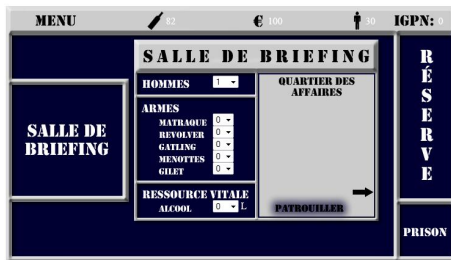 MENU 82 € 100 30 IGPN: 0
SALLE DE BRIEFING
HOMMES 1
ARMES
MATRAQUE 0
REVOLVER 0
GATLING 0
MENOTTES 0
GILET 0
RESSOURCE VITALE
ALCOOL 0 L
QUARTIER DES
AFFAIRES
PATROUILLER
SALLE DE
BRIEFING
RÉSERVE
PRISON